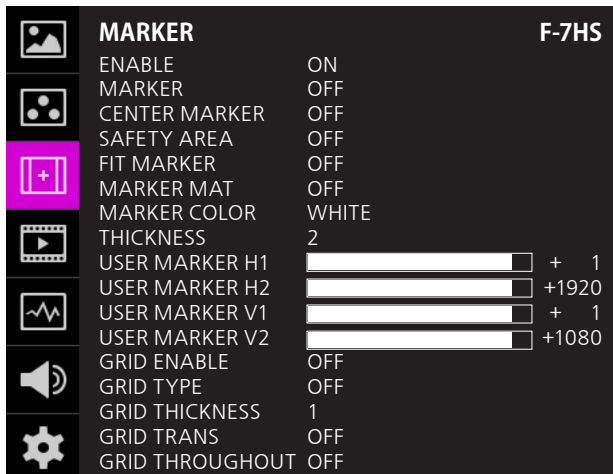 MARKER F-7HS
ENABLE ON
MARKER OFF
CENTER MARKER OFF
SAFETY AREA OFF
FIT MARKER OFF
MARKER MAT OFF
MARKER COLOR WHITE
THICKNESS 2
USER MARKER H1 + 1
USER MARKER H2 +1920
USER MARKER V1 + 1
USER MARKER V2 +1080
GRID ENABLE OFF
GRID TYPE OFF
GRID THICKNESS 1
GRID TRANS OFF
GRID THROUGHOUT OFF